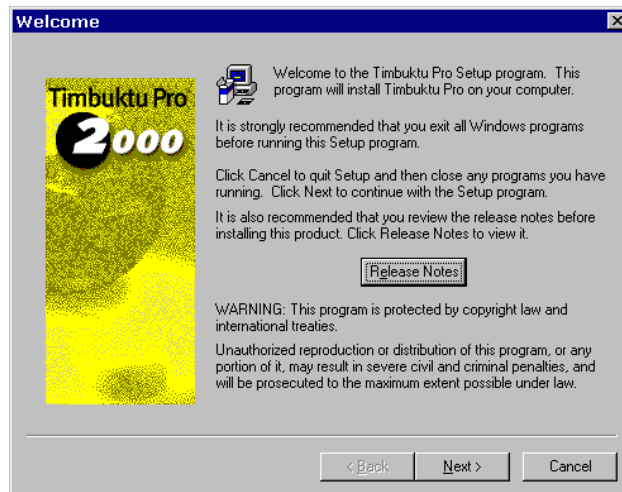 Welcome
Timbuktu Pro
2000
Welcome to the Timbuktu Pro Setup program. This
program will install Timbuktu Pro on your computer.
It is strongly recommended that you exit all Windows programs
before running this Setup program.
Click Cancel to quit Setup and then close any programs you have
running. Click Next to continue with the Setup program.
It is also recommended that you review the release notes before
installing this product. Click Release Notes to view it.
Release Notes
WARNING: This program is protected by copyright law and
international treaties.
Unauthorized reproduction or distribution of this program, or any
portion of it, may result in severe civil and criminal penalties, and
will be prosecuted to the maximum extent possible under law.
< Back
Next >
Cancel